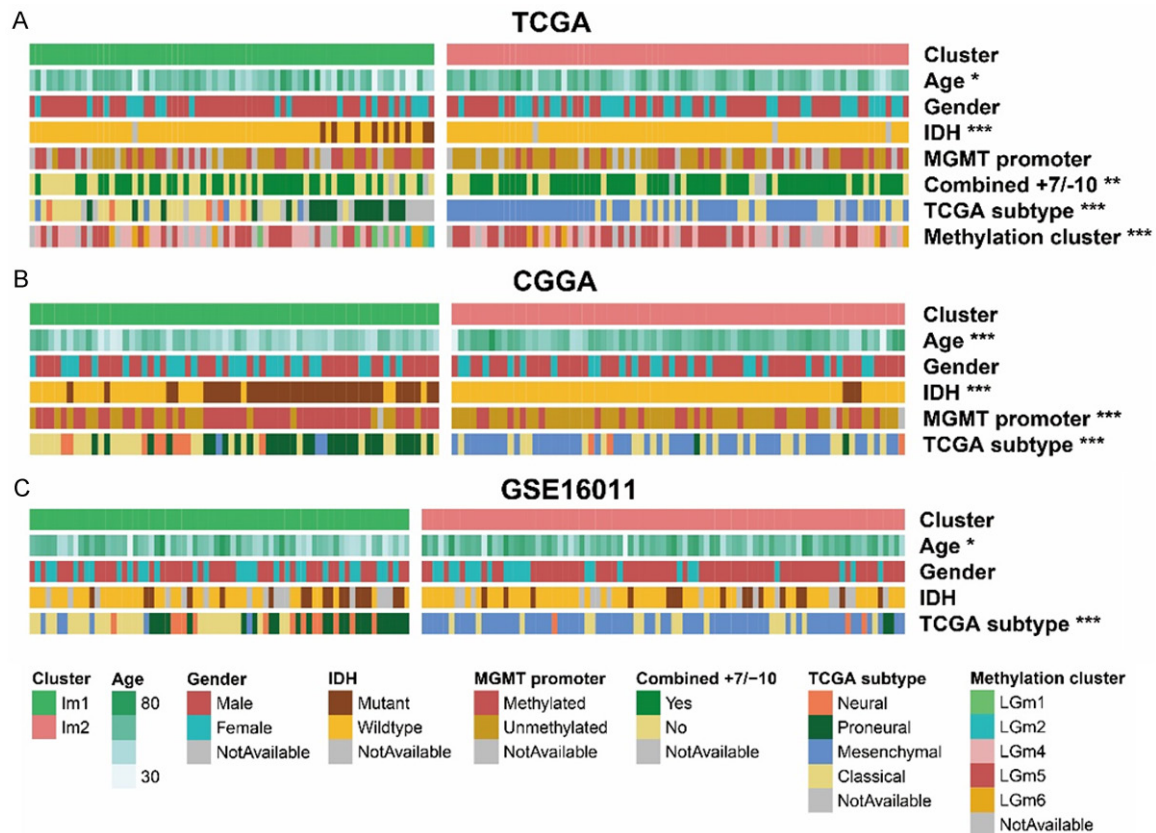 A
TCGA
Cluster
Age *
Gender
IDH ***
MGMT promoter
Combined +7/-10 **
TCGA subtype ***
Methylation cluster ***
B
CGGA
Cluster
Age ***
Gender
IDH ***
MGMT promoter ***
TCGA subtype ***
C
GSE16011
Cluster
Age *
Gender
IDH
TCGA subtype ***
Cluster
Im1
Im2
Age
80
30
Gender
Male
Female
NotAvailable
IDH
Mutant
Wildtype
NotAvailable
MGMT promoter
Methylated
Unmethylated
NotAvailable
Combined +7/−10
Yes
No
NotAvailable
TCGA subtype
Neural
Proneural
Mesenchymal
Classical
NotAvailable
Methylation cluster
LGm1
LGm2
LGm4
LGm5
LGm6
NotAvailable